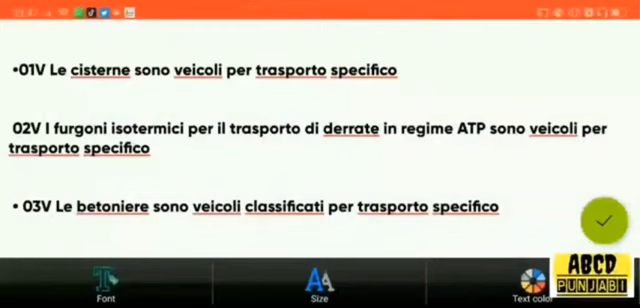 •01V Le cisterne sono veicoli per trasporto specifico
02V I furgoni isotermici per il trasporto di derrate in regime ATP sono veicoli per
trasporto specifico
• 03V Le betoniere sono veicoli classificati per trasporto specifico
Font Size Text color
ABCD
PUNJABI